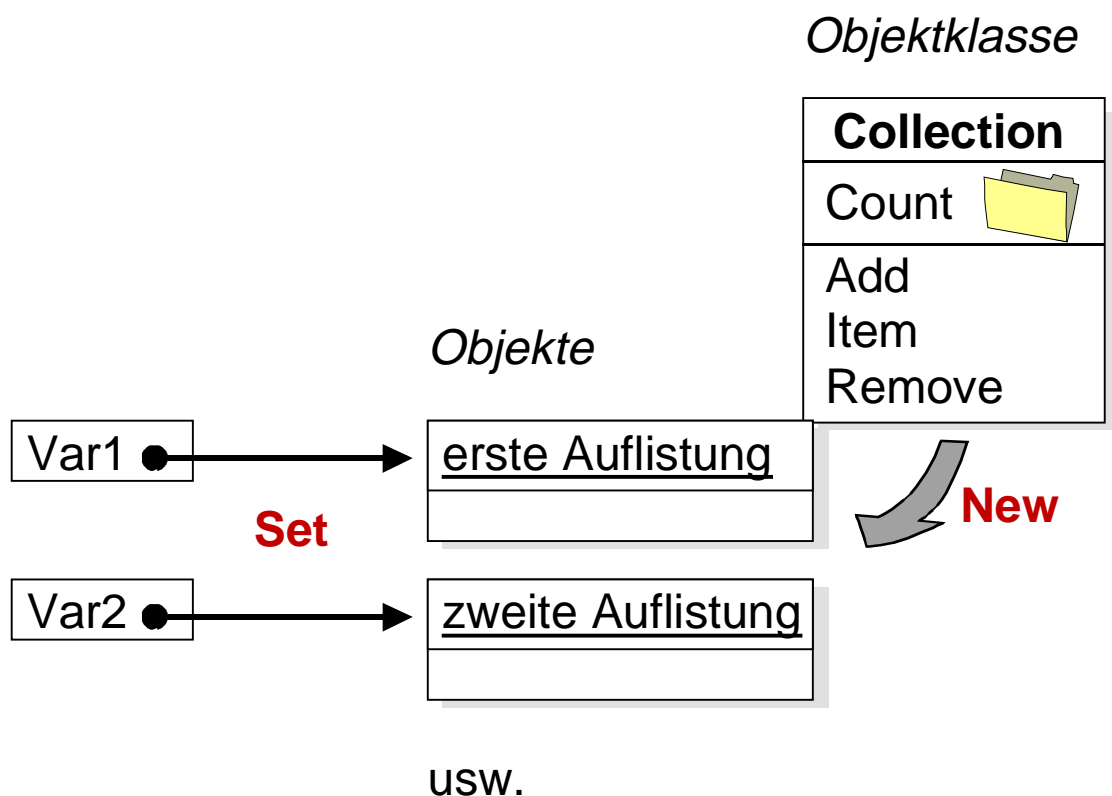 Objektklasse
Collection
Count
Add
Item
Remove
Objekte
Var1
erste Auflistung
Set
New
Var2
zweite Auflistung
usw.